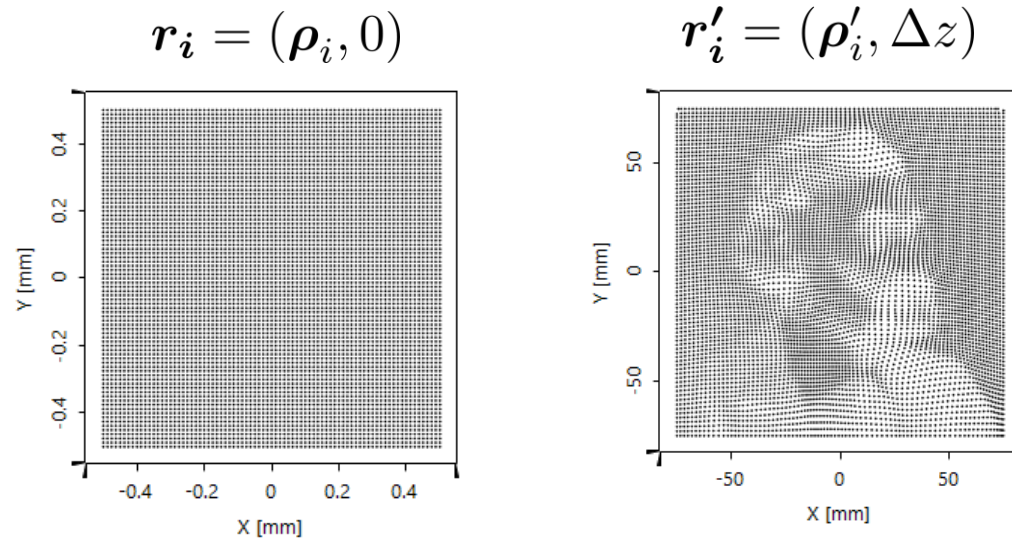 r_i = (ρ_i, 0)
r'_i = (ρ'_i, Δz)
0.4
0.2
0
-0.2
-0.4
Y [mm]
-0.4 -0.2 0 0.2 0.4
X [mm]
50
0
-50
Y [mm]
-50 0 50
X [mm]